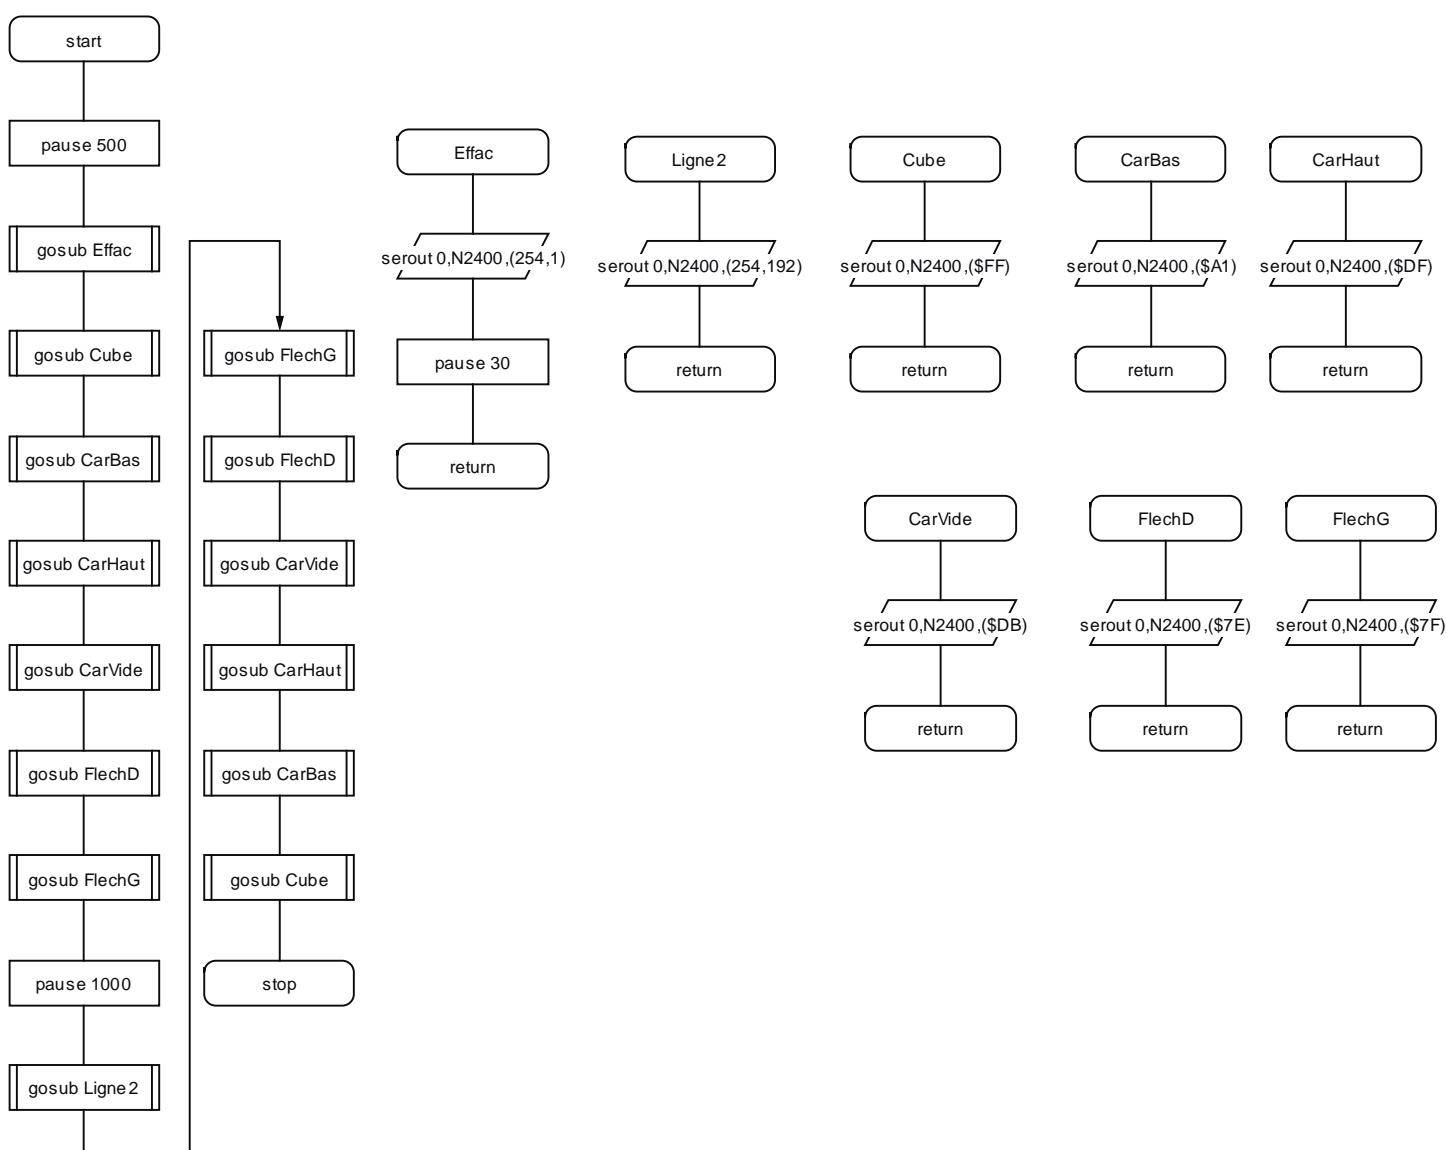 start
pause 500
gosub Effac
gosub Cube
gosub CarBas
gosub CarHaut
gosub CarVide
gosub FlechD
gosub FlechG
pause 1000
gosub Ligne2
gosub FlechG
gosub FlechD
gosub CarVide
gosub CarHaut
gosub CarBas
gosub Cube
stop
Effac
serout 0,N2400,(254,1)
pause 30
return
Ligne2
serout 0,N2400,(254,192)
return
Cube
serout 0,N2400,($FF)
return
CarBas
serout 0,N2400,($A1)
return
CarHaut
serout 0,N2400,($DF)
return
CarVide
serout 0,N2400,($DB)
return
FlechD
serout 0,N2400,($7E)
return
FlechG
serout 0,N2400,($7F)
return